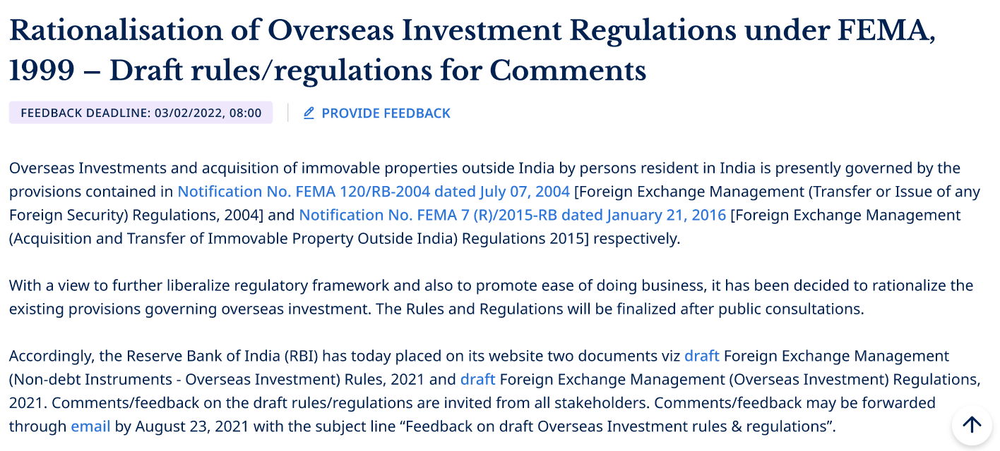 Rationalisation of Overseas Investment Regulations under FEMA,
1999 – Draft rules/regulations for Comments
FEEDBACK DEADLINE: 03/02/2022, 08:00 PROVIDE FEEDBACK
Overseas Investments and acquisition of immovable properties outside India by persons resident in India is presently governed by the
provisions contained in Notification No. FEMA 120/RB-2004 dated July 07, 2004 [Foreign Exchange Management (Transfer or Issue of any
Foreign Security) Regulations, 2004] and Notification No. FEMA 7 (R)/2015-RB dated January 21, 2016 [Foreign Exchange Management
(Acquisition and Transfer of Immovable Property Outside India) Regulations 2015] respectively.
With a view to further liberalize regulatory framework and also to promote ease of doing business, it has been decided to rationalize the
existing provisions governing overseas investment. The Rules and Regulations will be finalized after public consultations.
Accordingly, the Reserve Bank of India (RBI) has today placed on its website two documents viz draft Foreign Exchange Management
(Non-debt Instruments - Overseas Investment) Rules, 2021 and draft Foreign Exchange Management (Overseas Investment) Regulations,
2021. Comments/feedback on the draft rules/regulations are invited from all stakeholders. Comments/feedback may be forwarded
through email by August 23, 2021 with the subject line “Feedback on draft Overseas Investment rules & regulations”.